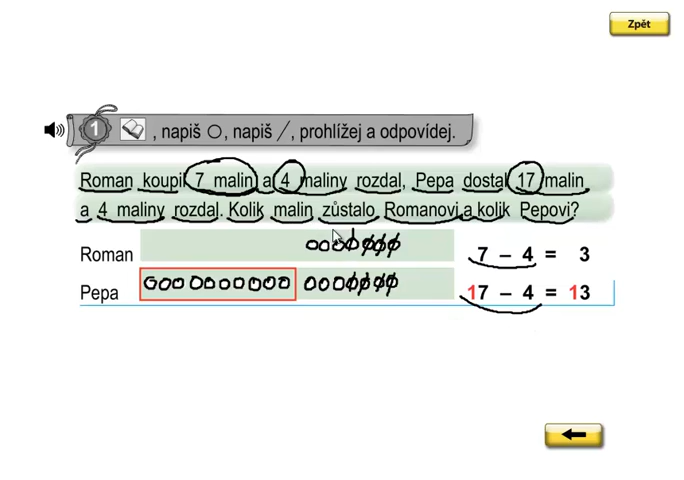 Zpět
1 , napiš ○, napiš /, prohlížej a odpovídej.
Roman koupil 7 malin a 4 maliny rozdal, Pepa dostal 17 malin
a 4 maliny rozdal. Kolik malin zůstalo Romanovi a kolik Pepovi?
Roman 7 – 4 = 3
Pepa 17 – 4 = 13